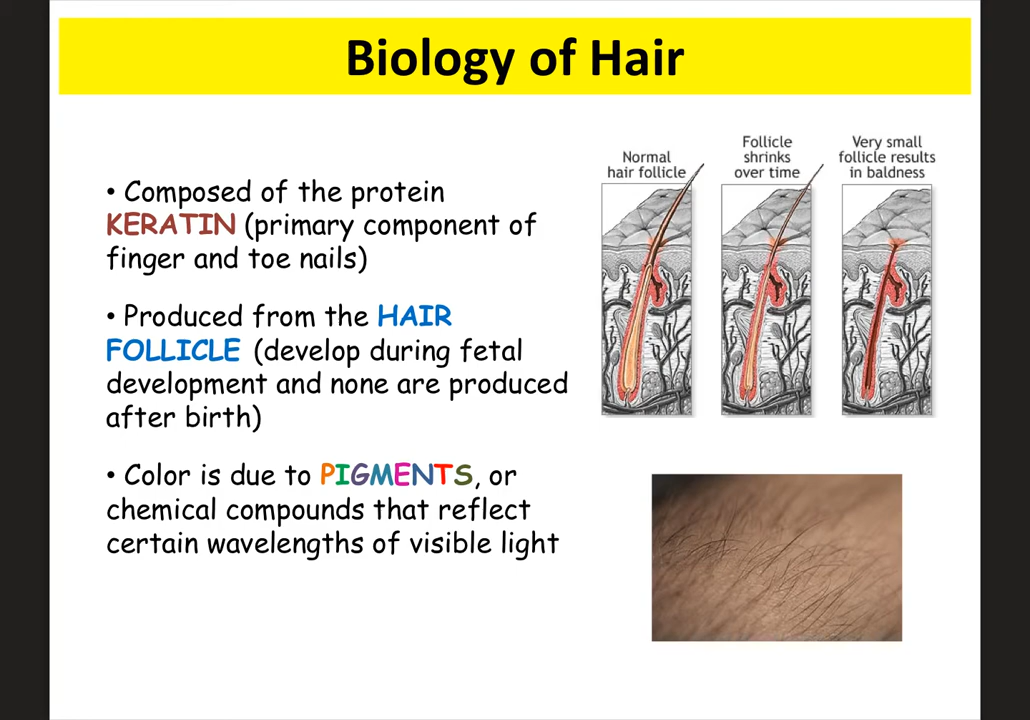 Biology of Hair
• Composed of the protein
KERATIN (primary component of
finger and toe nails)
• Produced from the HAIR
FOLLICLE (develop during fetal
development and none are produced
after birth)
• Color is due to PIGMENTS, or
chemical compounds that reflect
certain wavelengths of visible light
Normal
hair follicle
Follicle
shrinks
over time
Very small
follicle results
in baldness